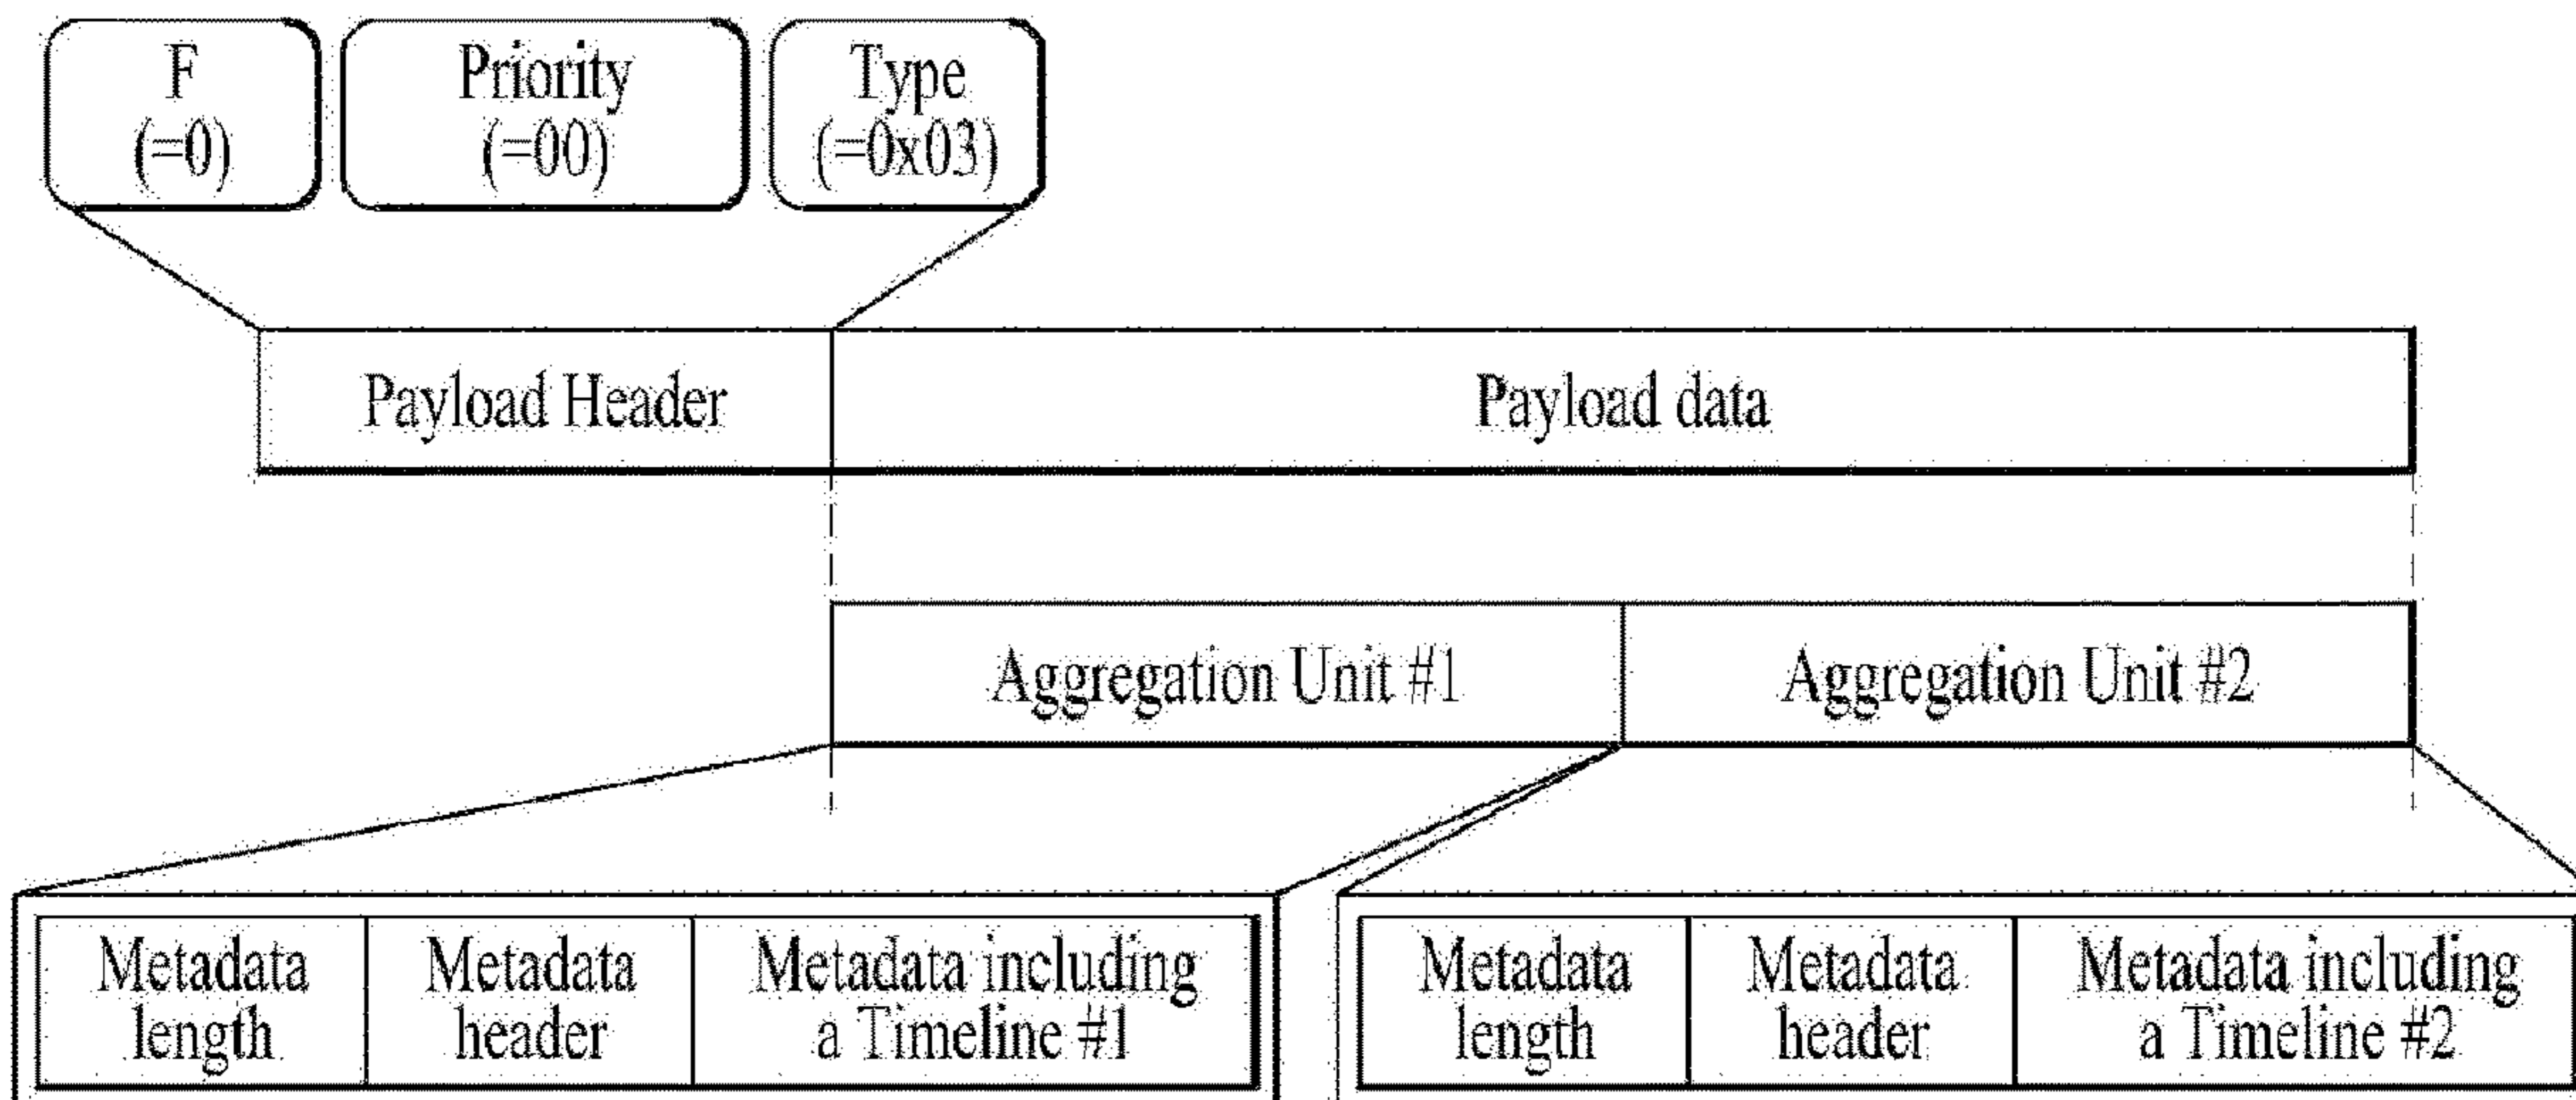 F
(=0)
Priority
(=00)
Type
(=0x03)
Payload Header
Payload data
Aggregation Unit #1
Aggregation Unit #2
Metadata
length
Metadata
header
Metadata including
a Timeline #1
Metadata
length
Metadata
header
Metadata including
a Timeline #2